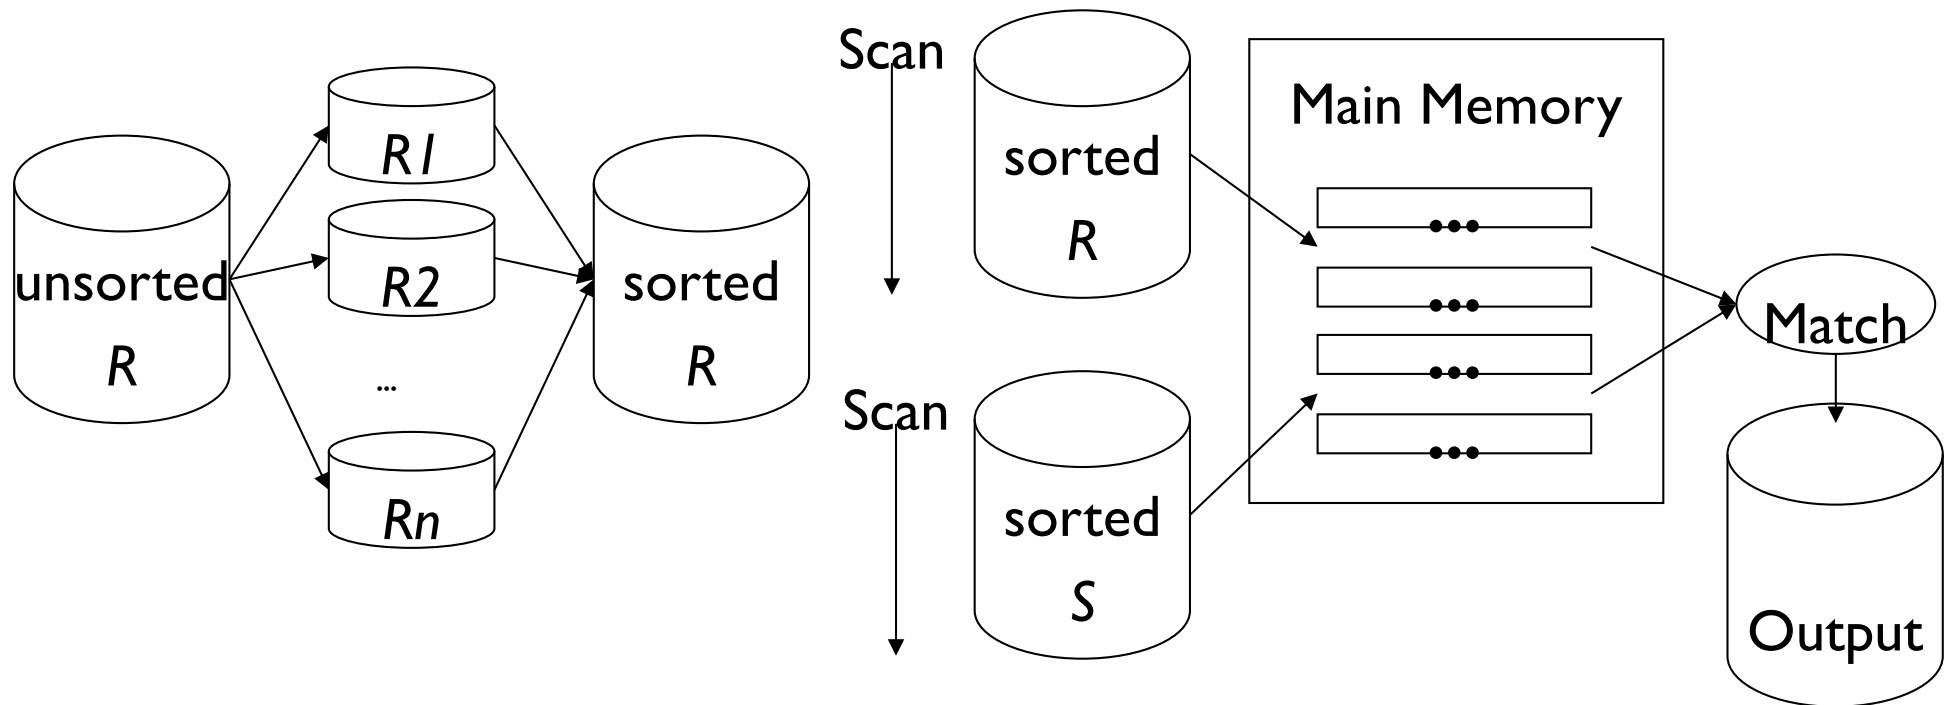 unsorted
R
R1
R2
...
Rn
sorted
R
Scan
sorted
R
Scan
sorted
S
Main Memory
Match
Output